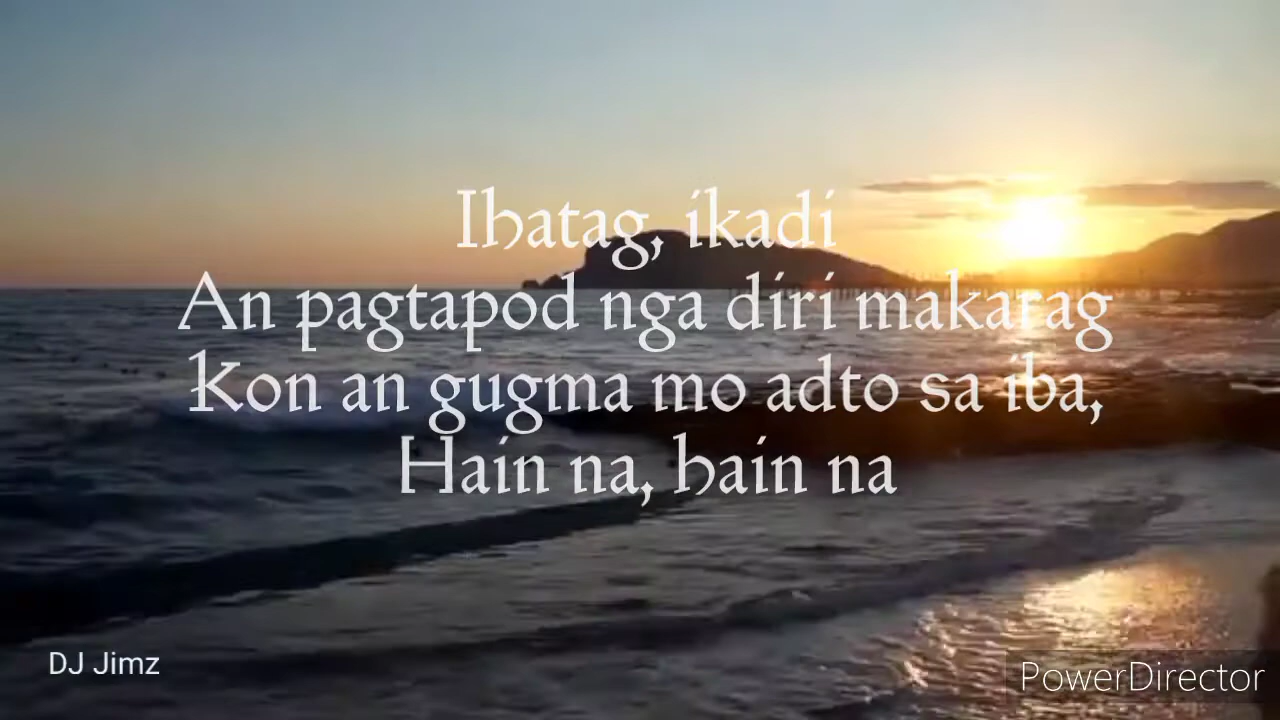 Ihatag, ikadi
An pagtapod nga diri makarag
Kon an gugma mo adto sa iba,
Hain na, hain na
DJ Jimz
PowerDirector